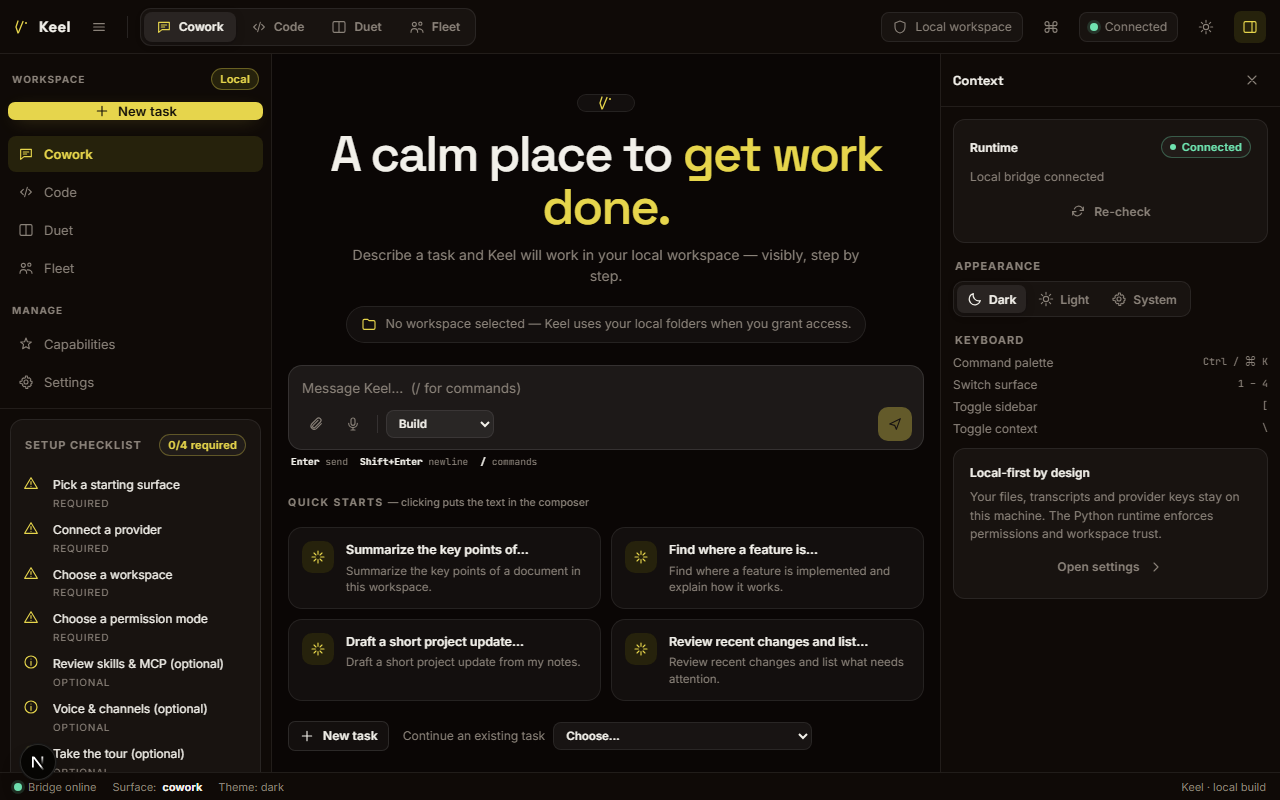 Keel
Cowork
Code
Duet
Fleet
Local workspace
⌘
Connected
WORKSPACE
Local
+ New task
Cowork
Code
Duet
Fleet
MANAGE
Capabilities
Settings
SETUP CHECKLIST
0/4 required
Pick a starting surface
REQUIRED
Connect a provider
REQUIRED
Choose a workspace
REQUIRED
Choose a permission mode
REQUIRED
Review skills & MCP (optional)
OPTIONAL
Voice & channels (optional)
OPTIONAL
Take the tour (optional)
OPTIONAL
N
A calm place to get work
done.
Describe a task and Keel will work in your local workspace — visibly, step by
step.
No workspace selected — Keel uses your local folders when you grant access.
Message Keel... (/ for commands)
Build
Enter send Shift+Enter newline / commands
QUICK STARTS — clicking puts the text in the composer
Summarize the key points of...
Summarize the key points of a document in
this workspace.
Find where a feature is...
Find where a feature is implemented and
explain how it works.
Draft a short project update...
Draft a short project update from my notes.
Review recent changes and list...
Review recent changes and list what needs
attention.
+ New task
Continue an existing task
Choose...
Context
Runtime
Connected
Local bridge connected
Re-check
APPEARANCE
Dark
Light
System
KEYBOARD
Command palette Ctrl / ⌘ K
Switch surface 1 – 4
Toggle sidebar [
Toggle context \
Local-first by design
Your files, transcripts and provider keys stay on
this machine. The Python runtime enforces
permissions and workspace trust.
Open settings
Bridge online
Surface: cowork
Theme: dark
Keel · local build